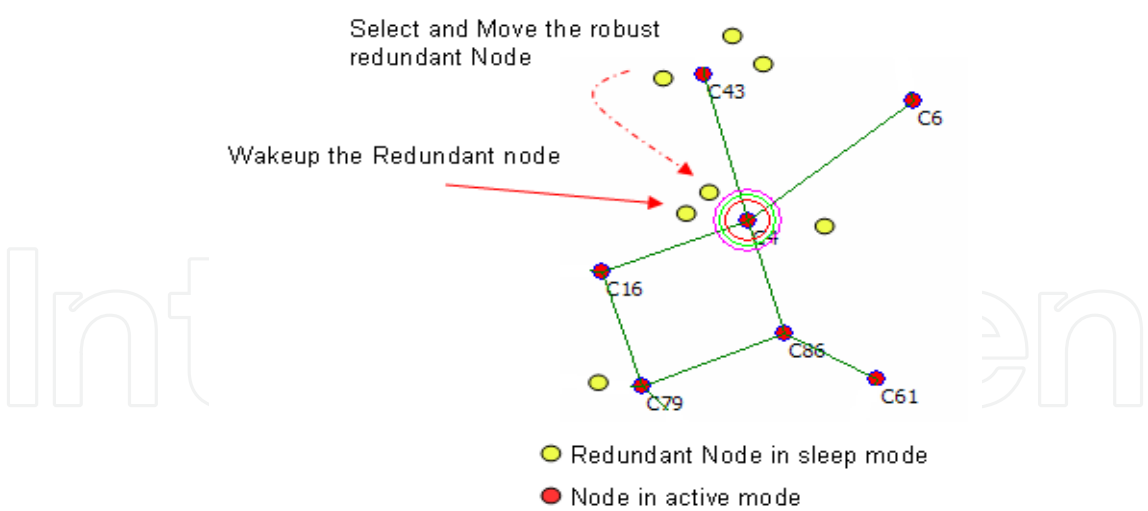 Select and Move the robust
redundant Node
C43
C6
Wakeup the Redundant node
C4
C16
C86
C79
C61
Redundant Node in sleep mode
Node in active mode